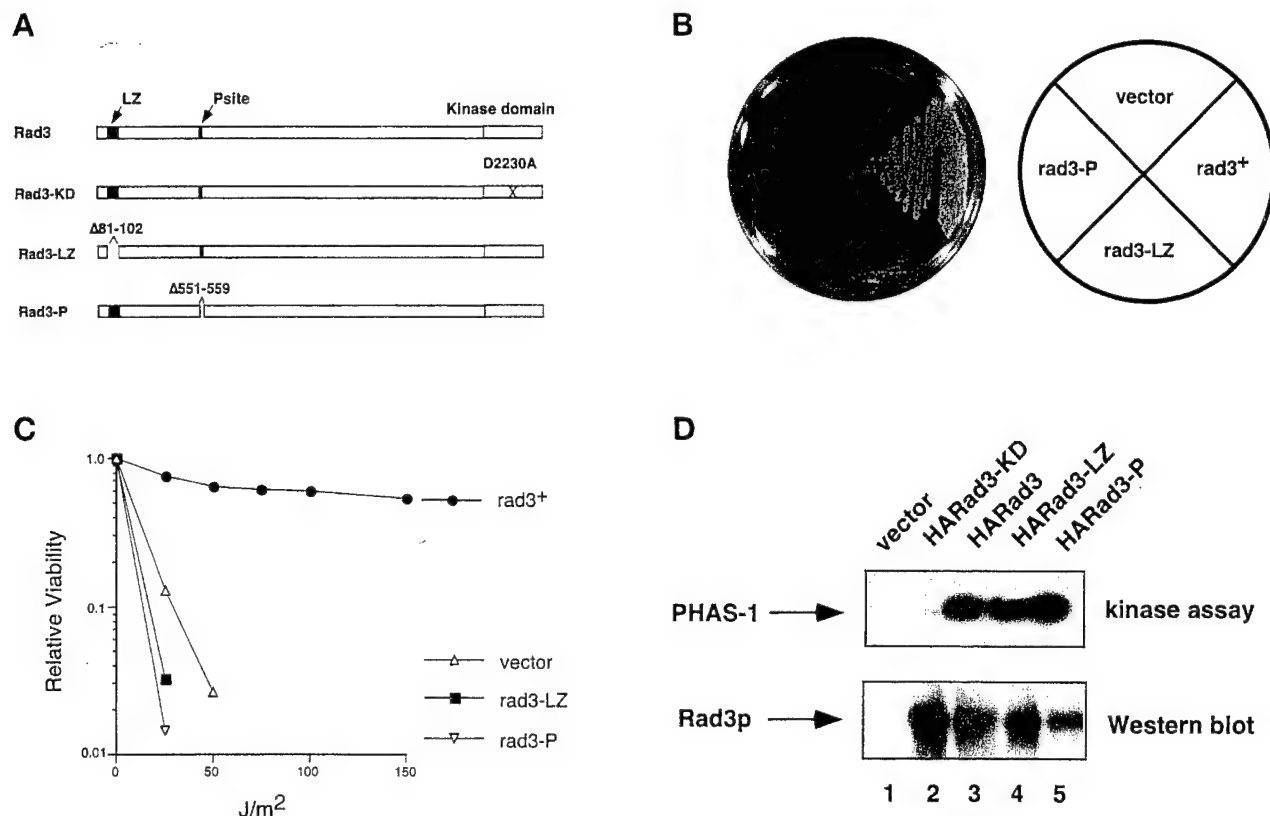 A
LZ
Psite
Kinase domain
Rad3
D2230A
Rad3-KD
Δ81-102
Rad3-LZ
Δ551-559
Rad3-P
B
vector
rad3-P
rad3+
rad3-LZ
C
1.0
0.1
0.01
Relative Viability
0
50
100
150
J/m2
rad3+
vector
rad3-LZ
rad3-P
D
vector
HARad3-KD
HARad3
HARad3-LZ
HARad3-P
PHAS-1
kinase assay
Rad3p
Western blot
1 2 3 4 5